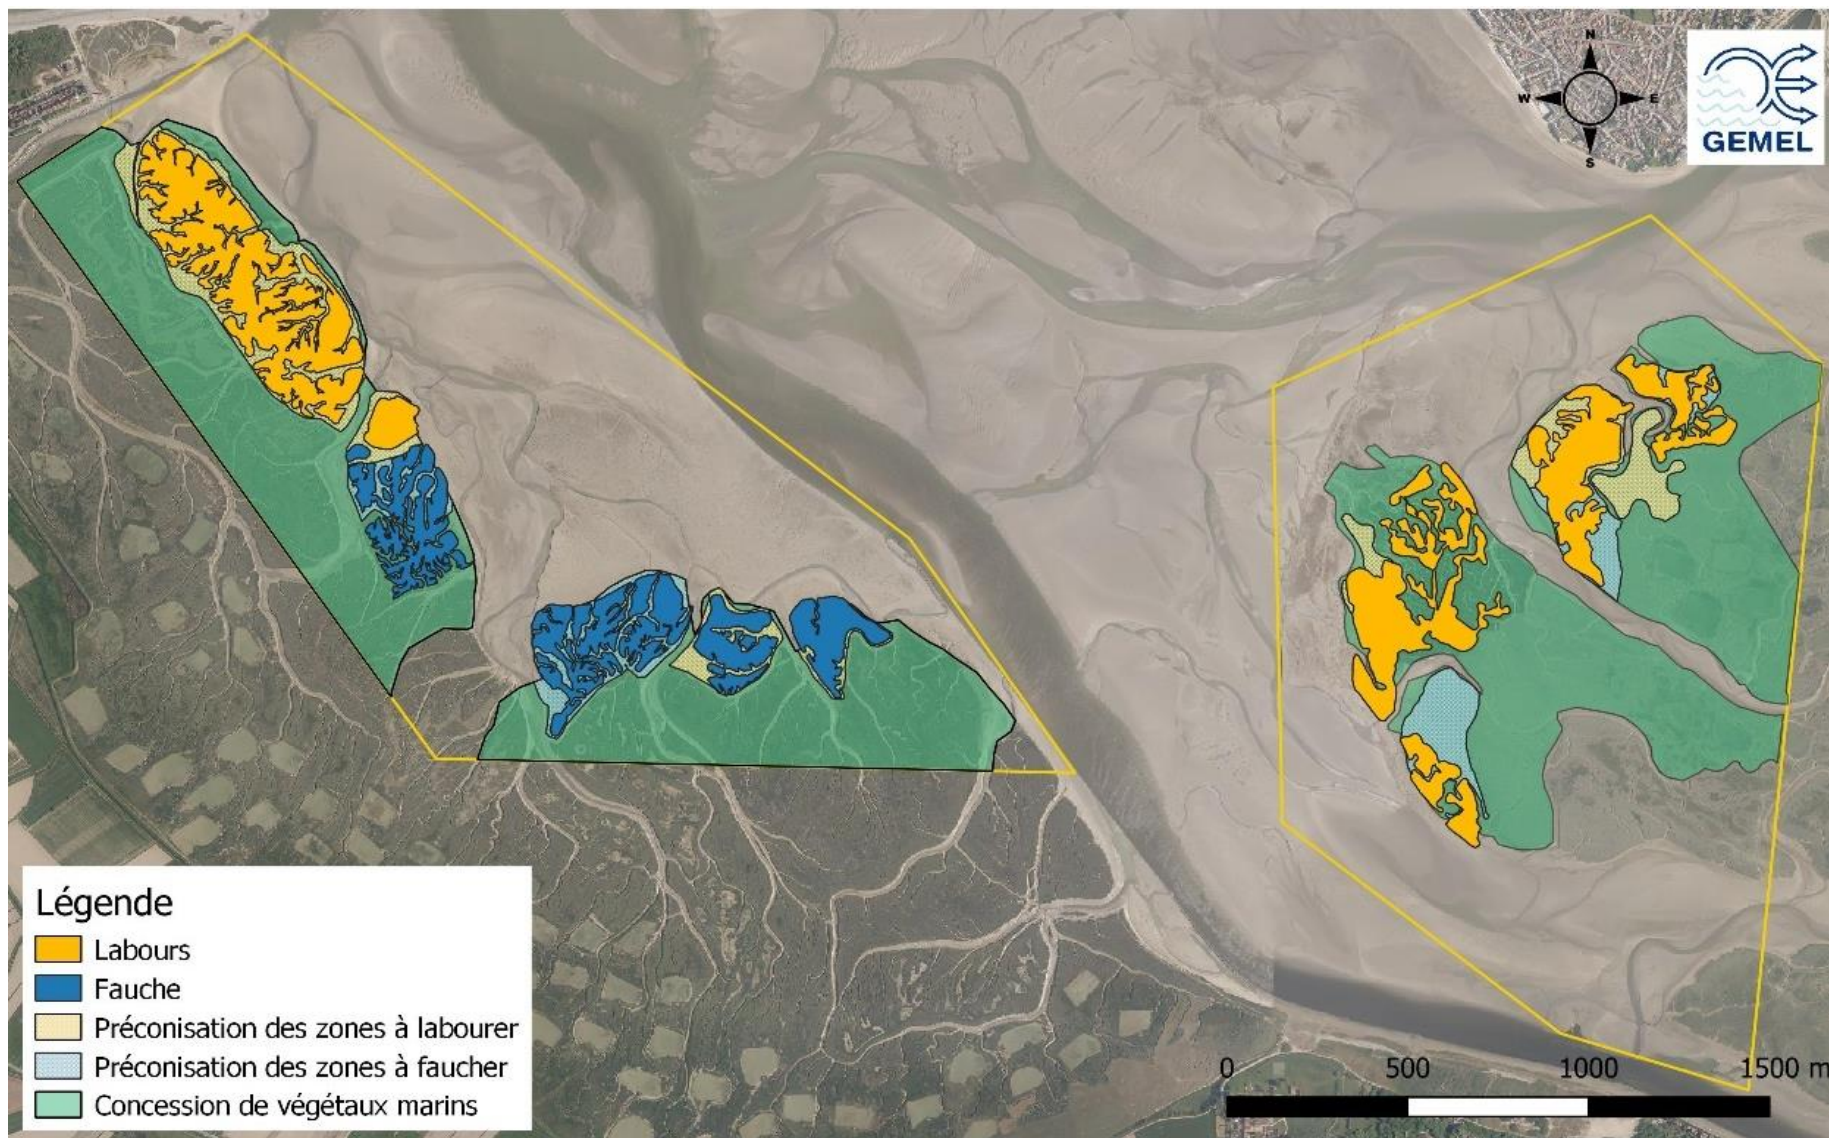 N
W E
S
GEMEL
Légende
Labours
Fauche
Préconisation des zones à labourer
Préconisation des zones à faucher
Concession de végétaux marins
0 500 1000 1500 m